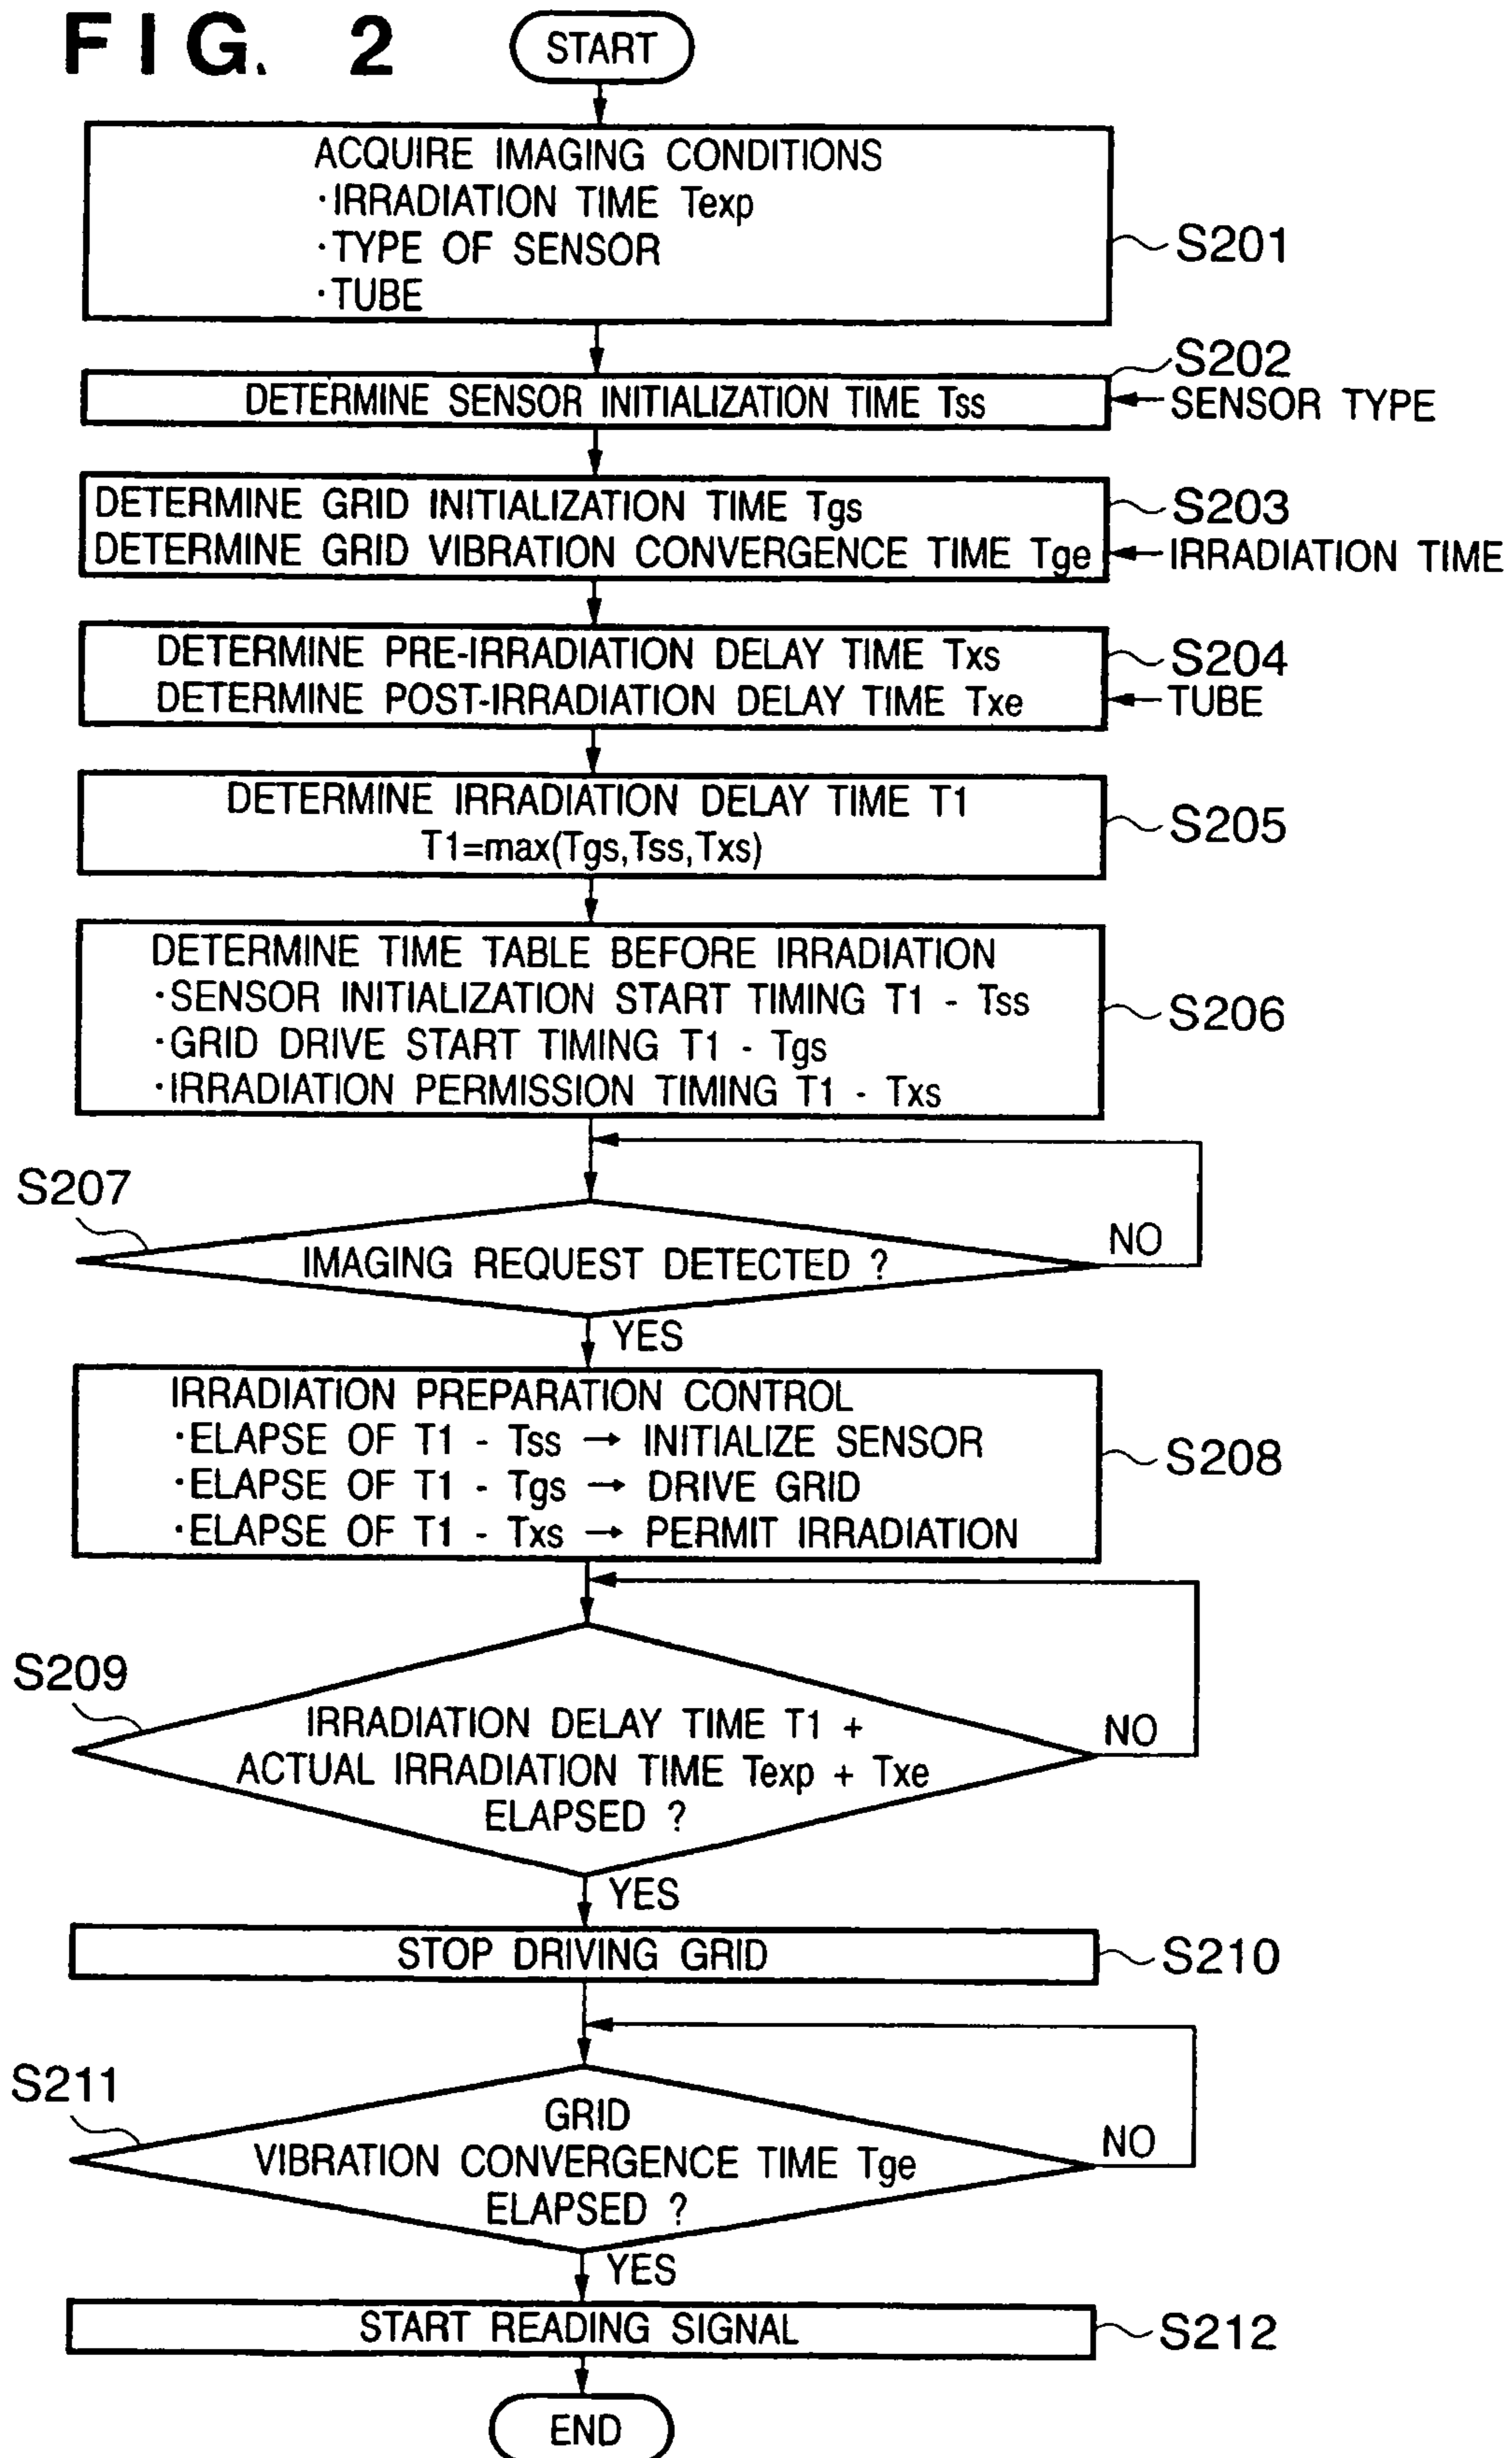 FIG. 2
START
ACQUIRE IMAGING CONDITIONS
·IRRADIATION TIME Texp
·TYPE OF SENSOR
·TUBE
S201
S202
DETERMINE SENSOR INITIALIZATION TIME Tss
SENSOR TYPE
DETERMINE GRID INITIALIZATION TIME Tgs
S203
DETERMINE GRID VIBRATION CONVERGENCE TIME Tge
IRRADIATION TIME
DETERMINE PRE-IRRADIATION DELAY TIME Txs
S204
DETERMINE POST-IRRADIATION DELAY TIME Txe
TUBE
DETERMINE IRRADIATION DELAY TIME T1
T1=max(Tgs,Tss,Txs)
S205
DETERMINE TIME TABLE BEFORE IRRADIATION
·SENSOR INITIALIZATION START TIMING T1 - Tss
·GRID DRIVE START TIMING T1 - Tgs
·IRRADIATION PERMISSION TIMING T1 - Txs
S206
S207
IMAGING REQUEST DETECTED ?
NO
YES
IRRADIATION PREPARATION CONTROL
·ELAPSE OF T1 - Tss → INITIALIZE SENSOR
·ELAPSE OF T1 - Tgs → DRIVE GRID
·ELAPSE OF T1 - Txs → PERMIT IRRADIATION
S208
S209
IRRADIATION DELAY TIME T1 +
ACTUAL IRRADIATION TIME Texp + Txe
ELAPSED ?
NO
YES
STOP DRIVING GRID
S210
S211
GRID
VIBRATION CONVERGENCE TIME Tge
ELAPSED ?
NO
YES
START READING SIGNAL
S212
END